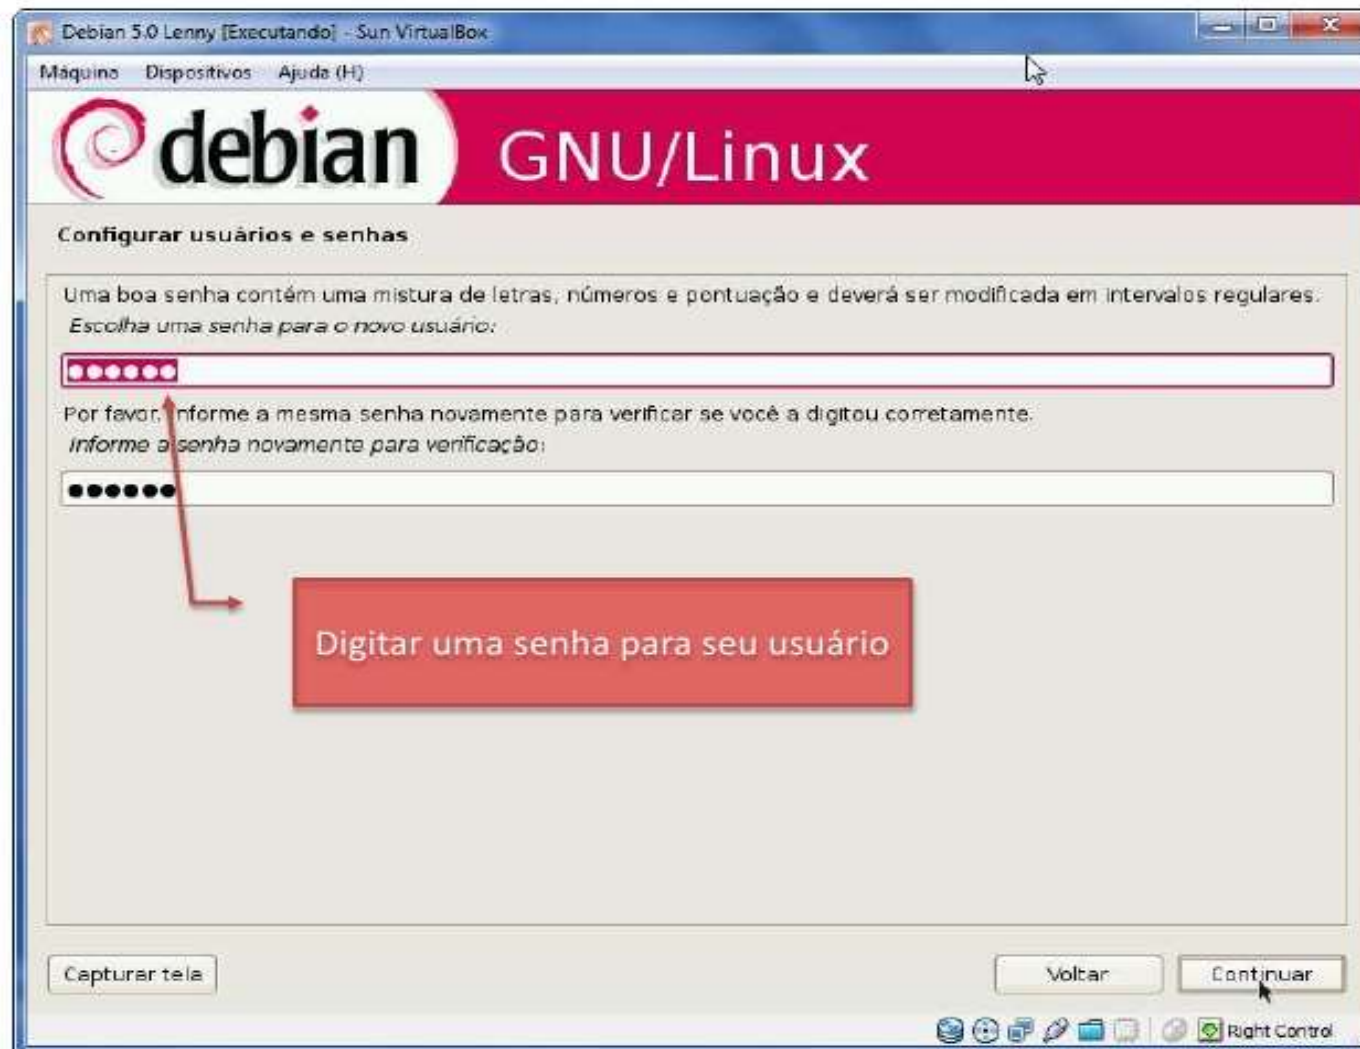 Debian 5.0 Lenny [Executando] - Sun VirtualBox
Máquina Dispositivos Ajuda (H)
debian GNU/Linux
Configurar usuários e senhas
Uma boa senha contém uma mistura de letras, números e pontuação e deverá ser modificada em intervalos regulares.
Escolha uma senha para o novo usuário:
Por favor, informe a mesma senha novamente para verificar se você a digitou corretamente.
Informe a senha novamente para verificação:
Digitar uma senha para seu usuário
Capturar tela Voltar Continuar
Right Control